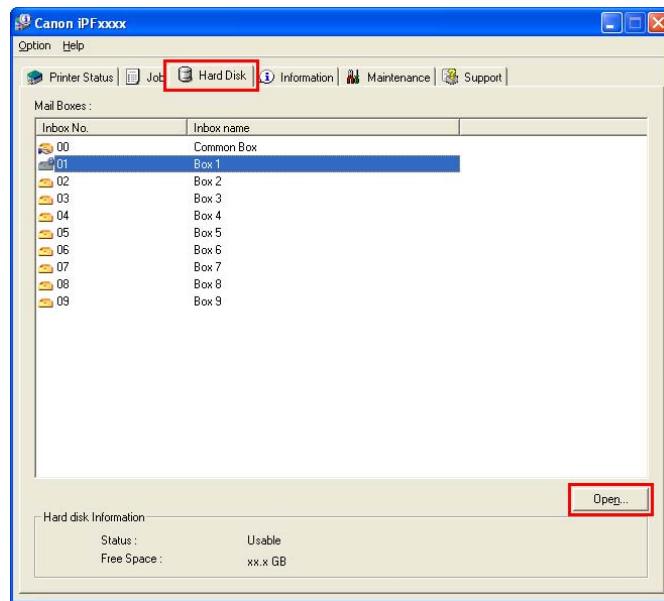 Canon iPFxxxx
Option Help
Printer Status Job Hard Disk Information Maintenance Support
Mail Boxes :
Inbox No. Inbox name
00 Common Box
01 Box 1
02 Box 2
03 Box 3
04 Box 4
05 Box 5
06 Box 6
07 Box 7
08 Box 8
09 Box 9
Open...
Hard disk Information
Status : Usable
Free Space : xx.x GB